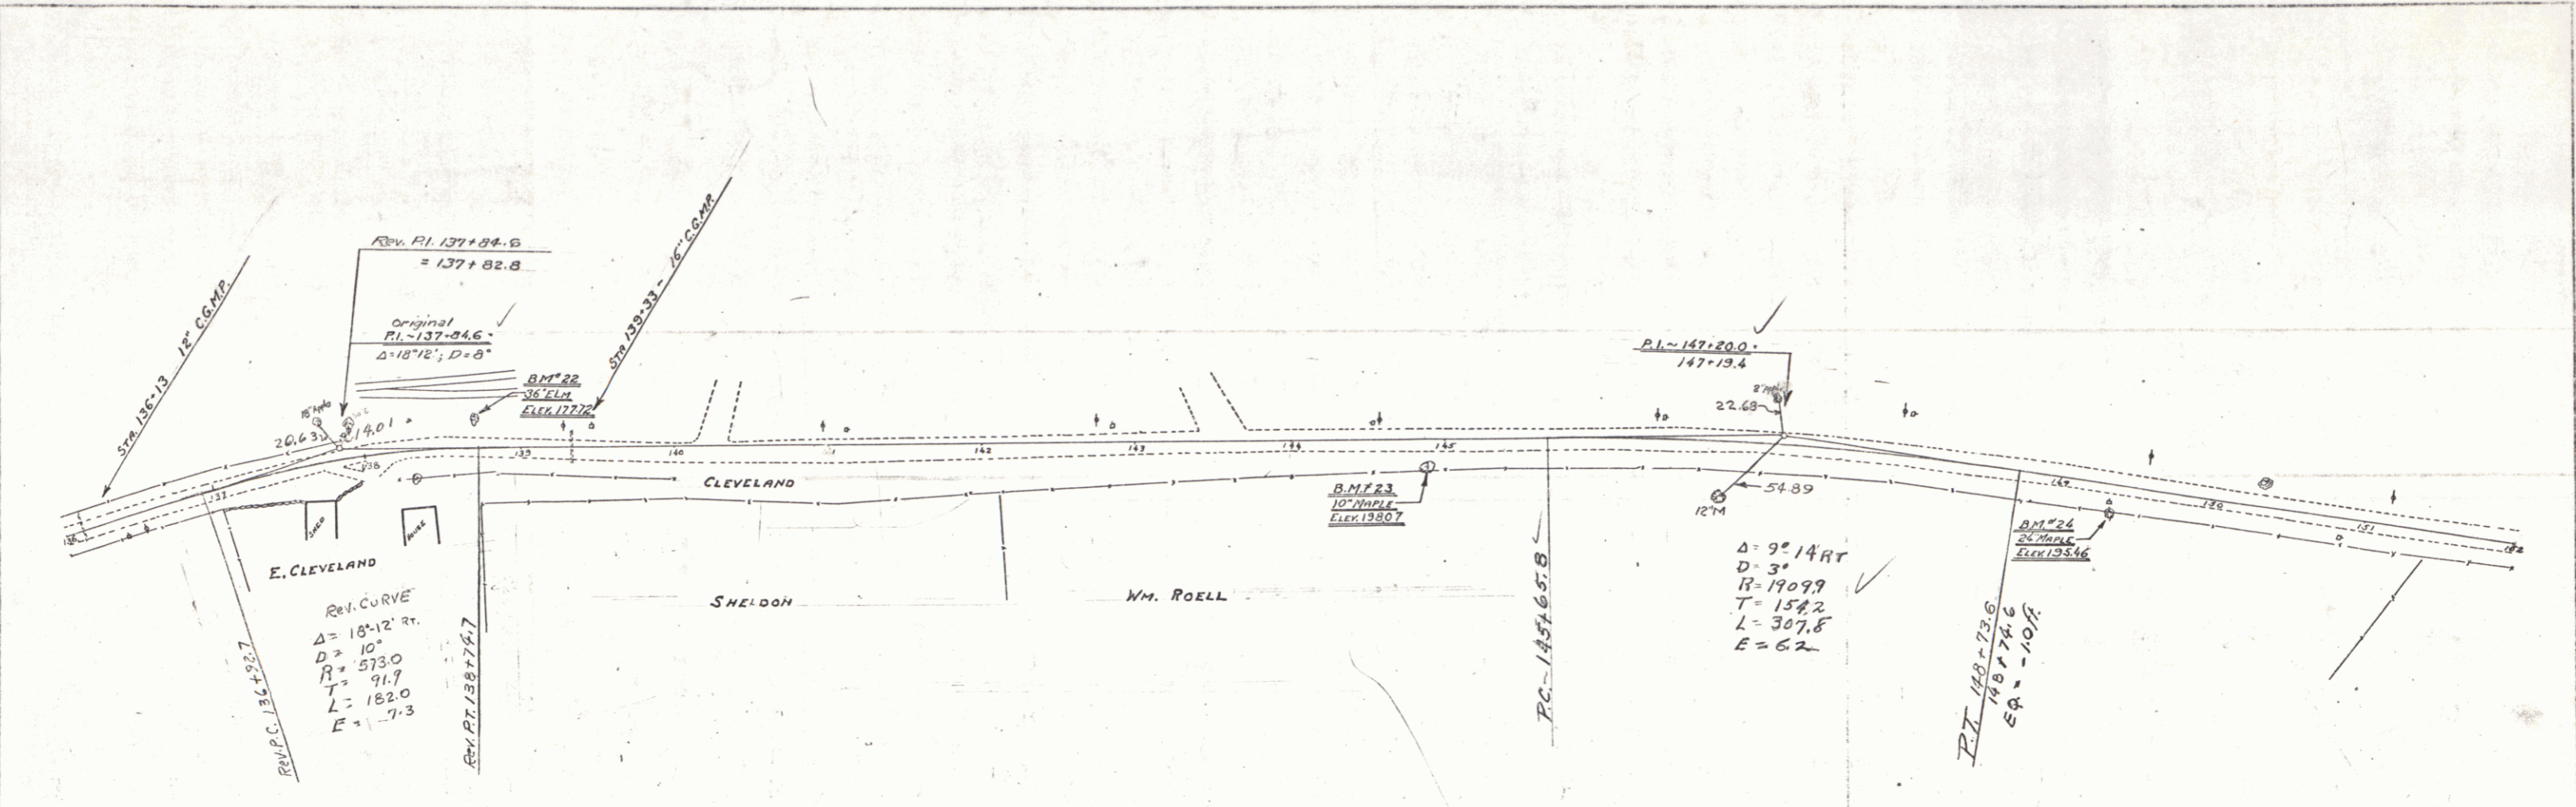 STA. 136+13 12" C.G.M.P.
Rev. P.I. 137+84.6
= 137+82.8
Original
P.I.~137+84.6
Δ=18°12'; D=8°
BM#22
36"ELM
ELEV. 177.72
STA 139+33 - 16" C.G.M.P.
18" Apple
20.63
14.01
136
137
138
139
140
142
143
144
145
149
150
151
152
P.I.~147+20.0
147+19.4
22.68
54.89
12"M
SHED
HOUSE
CLEVELAND
E. CLEVELAND
SHELDON
WM. ROELL
B.M.#23
10" MAPLE
ELEV. 198.07
B.M.#24
24" MAPLE
ELEV. 195.46
Rev. CURVE
Δ= 18°-12' RT.
D= 10°
R= 573.0
T= 91.9
L= 182.0
E= 7.3
Rev. P.C. 136+92.7
Rev. P.T. 138+74.7
P.C.-145+65.8
Δ= 9° 14' RT
D= 3°
R= 1909.9
T= 154.2
L= 307.8
E= 6.2
P.T. 148+73.6
148+74.6
EQ. = -1.0 ft.